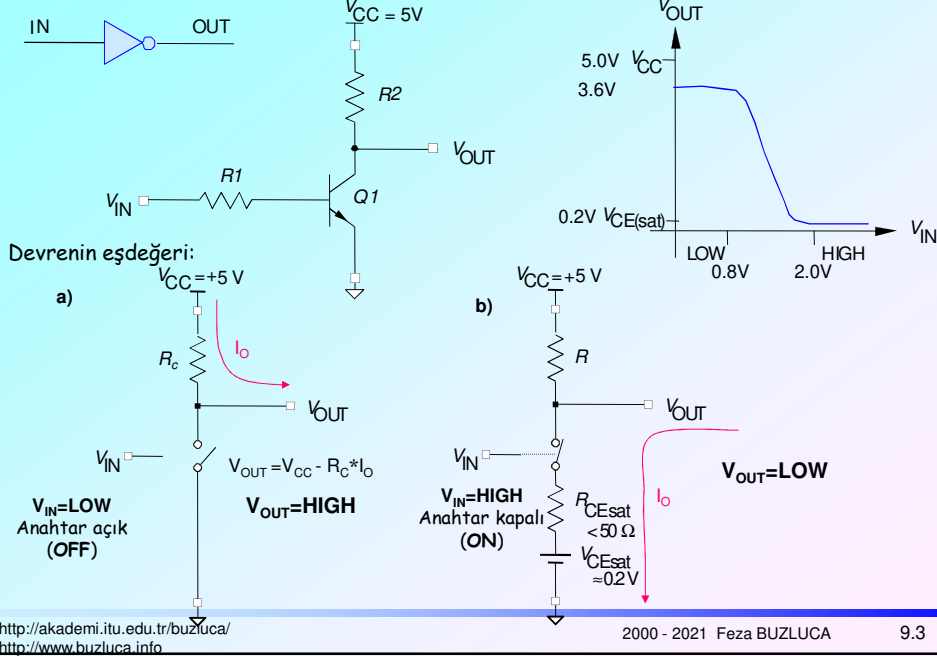 IN OUT
VCC = 5V
R2
VOUT
R1
Q1
VIN
VOUT
5.0V VCC
3.6V
0.2V VCE(sat)
VIN
LOW HIGH
0.8V 2.0V
Devrenin eşdeğeri:
a)
VCC=+5 V
Rc
IO
VOUT
VIN
VOUT =VCC - RC*IO
VIN=LOW
Anahtar açık
(OFF)
VOUT=HIGH
b)
VCC=+5 V
R
VOUT
VIN
VOUT=LOW
VIN=HIGH
Anahtar kapalı
(ON)
RCEsat
<50 Ω
VCEsat
≈0.2 V
IO
http://akademi.itu.edu.tr/buzluca/
http://www.buzluca.info
2000 - 2021 Feza BUZLUCA 9.3